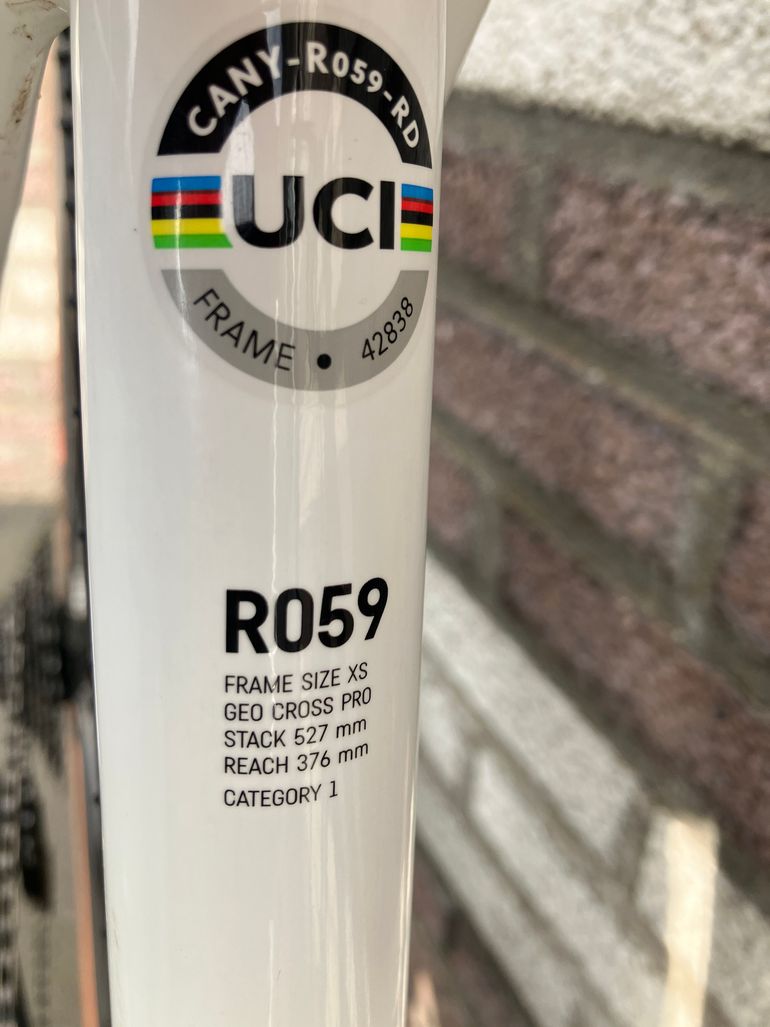 CANY-R059-RD
UCI
FRAME • 42838
R059
FRAME SIZE XS
GEO CROSS PRO
STACK 527 mm
REACH 376 mm
CATEGORY 1